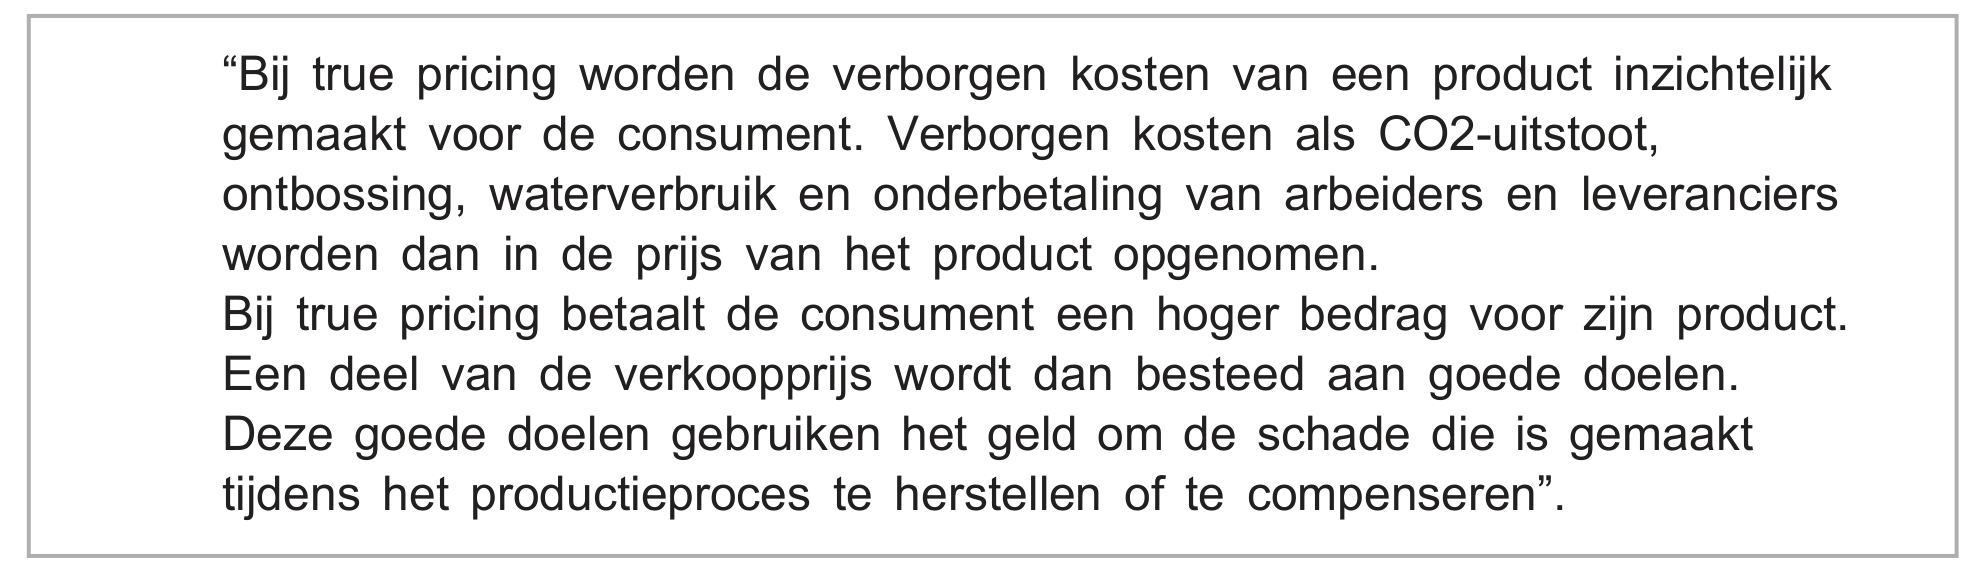 “Bij true pricing worden de verborgen kosten van een product inzichtelijk
gemaakt voor de consument. Verborgen kosten als CO2-uitstoot,
ontbossing, waterverbruik en onderbetaling van arbeiders en leveranciers
worden dan in de prijs van het product opgenomen.
Bij true pricing betaalt de consument een hoger bedrag voor zijn product.
Een deel van de verkoopprijs wordt dan besteed aan goede doelen.
Deze goede doelen gebruiken het geld om de schade die is gemaakt
tijdens het productieproces te herstellen of te compenseren”.